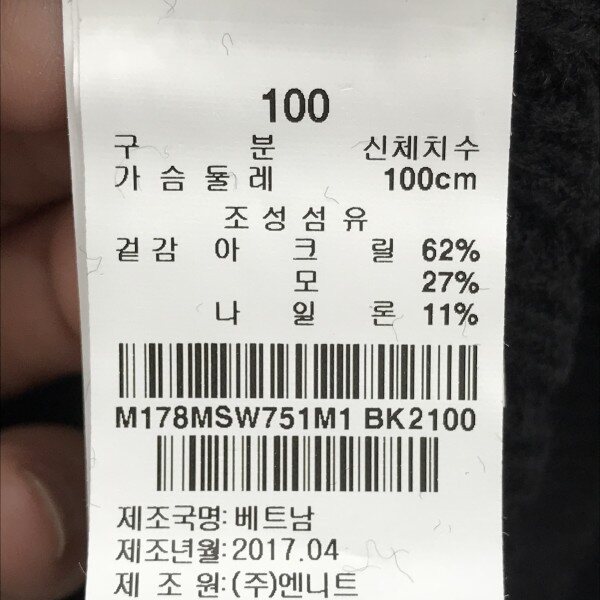 100
구 분 신체치수
가슴둘레 100cm
조성섬유
겉감 아크릴 62%
모 27%
나일론 11%
M178MSW751M1 BK2100
제조국명: 베트남
제조년월: 2017.04
제조원: (주)엔니트